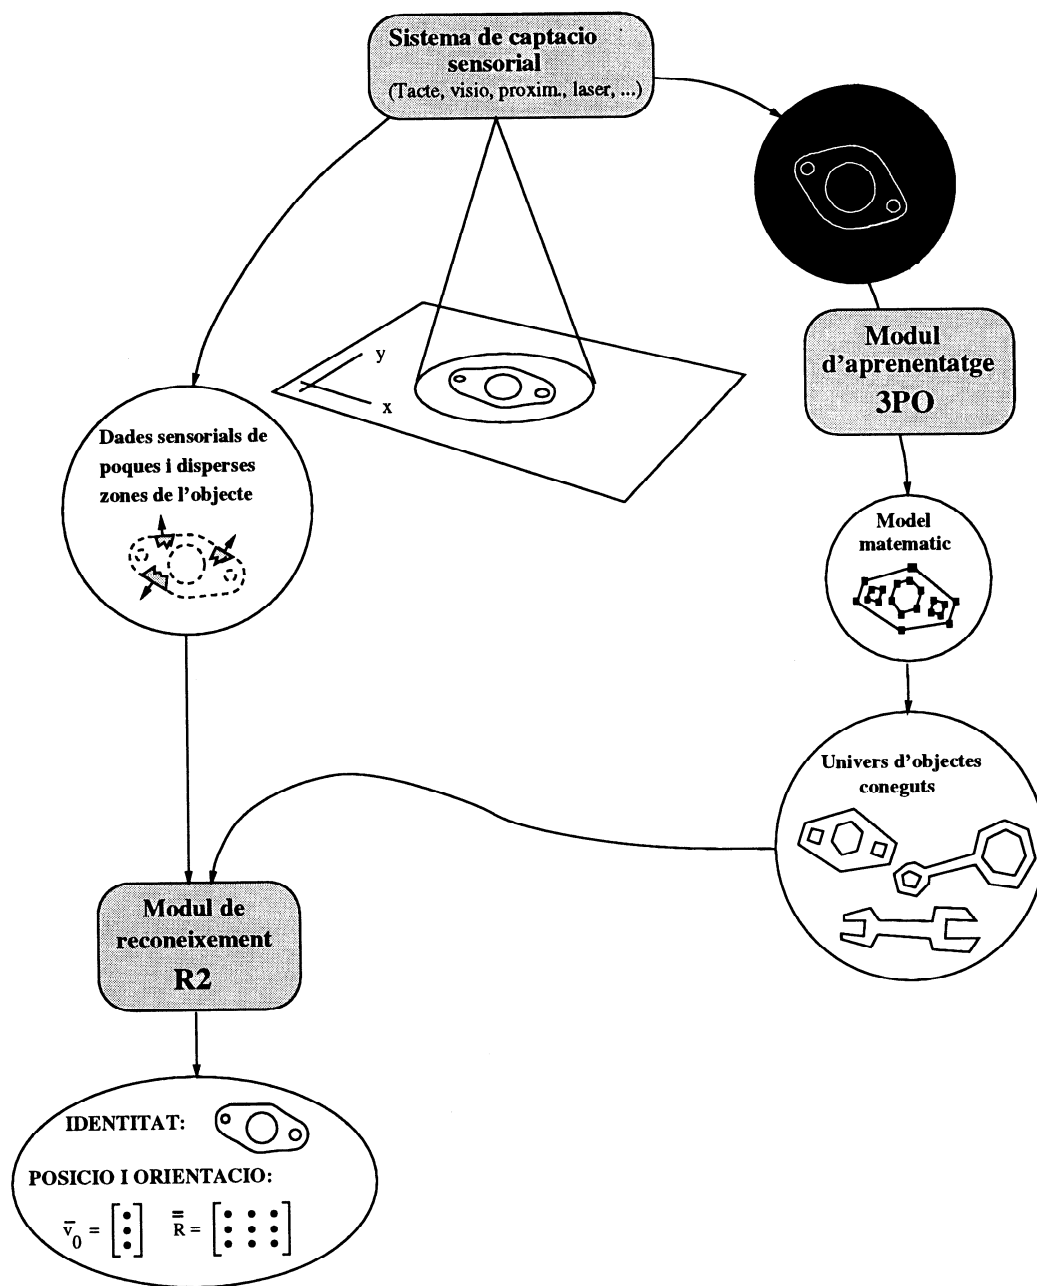 Sistema de captacio
sensorial
(Tacte, visio, proxim., laser, ...)
y
x
Modul
d'aprenentatge
3PO
Dades sensorials de
poques i disperses
zones de l'objecte
Model
matematic
Univers d'objectes
coneguts
Modul de
reconeixement
R2
IDENTITAT:
POSICIO I ORIENTACIO:
v̅0 = R̿ =